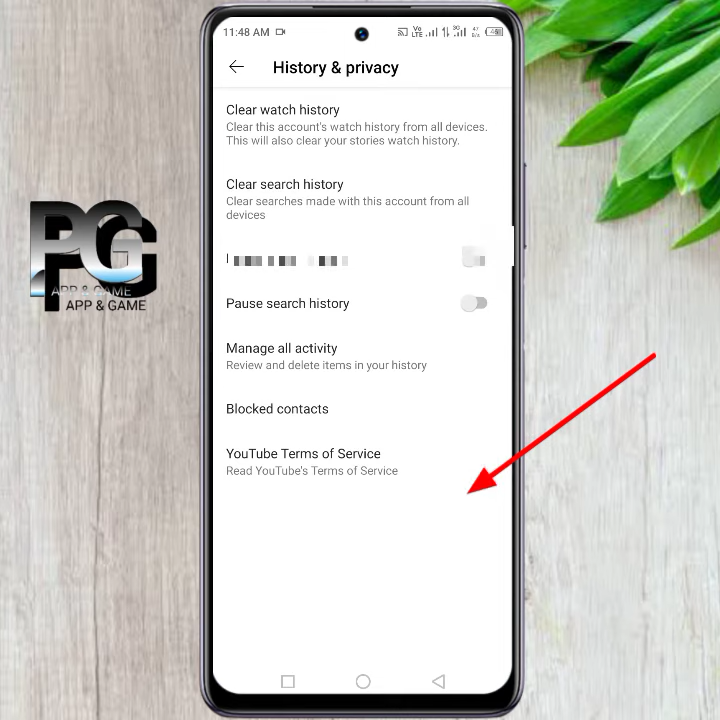 11:48 AM
Vo
LTE
3G
History & privacy
Clear watch history
Clear this account's watch history from all devices.
This will also clear your stories watch history.
Clear search history
Clear searches made with this account from all
devices
Pause search history
Manage all activity
Review and delete items in your history
Blocked contacts
YouTube Terms of Service
Read YouTube's Terms of Service
PG
APP & GAME
APP & GAME